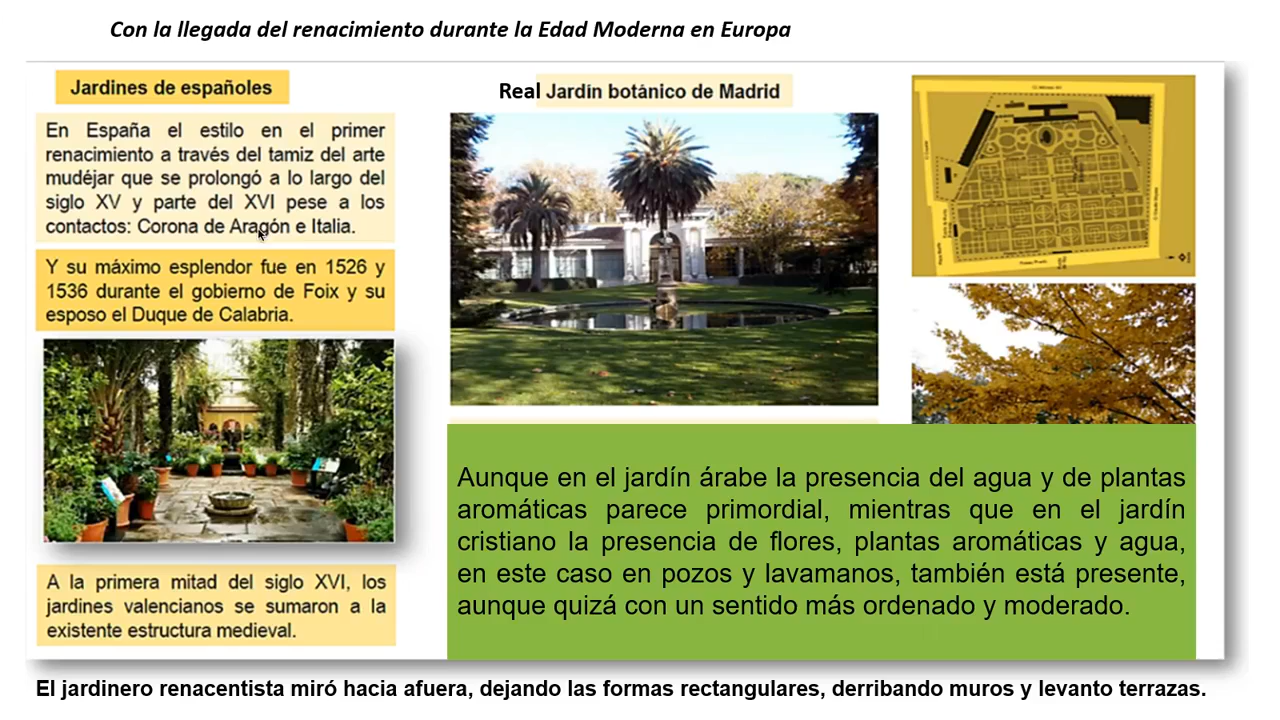 Con la llegada del renacimiento durante la Edad Moderna en Europa
Jardines de españoles
En España el estilo en el primer
renacimiento a través del tamiz del arte
mudéjar que se prolongó a lo largo del
siglo XV y parte del XVI pese a los
contactos: Corona de Aragón e Italia.
Y su máximo esplendor fue en 1526 y
1536 durante el gobierno de Foix y su
esposo el Duque de Calabria.
A la primera mitad del siglo XVI, los
jardines valencianos se sumaron a la
existente estructura medieval.
Real Jardín botánico de Madrid
Aunque en el jardín árabe la presencia del agua y de plantas
aromáticas parece primordial, mientras que en el jardín
cristiano la presencia de flores, plantas aromáticas y agua,
en este caso en pozos y lavamanos, también está presente,
aunque quizá con un sentido más ordenado y moderado.
El jardinero renacentista miró hacia afuera, dejando las formas rectangulares, derribando muros y levanto terrazas.